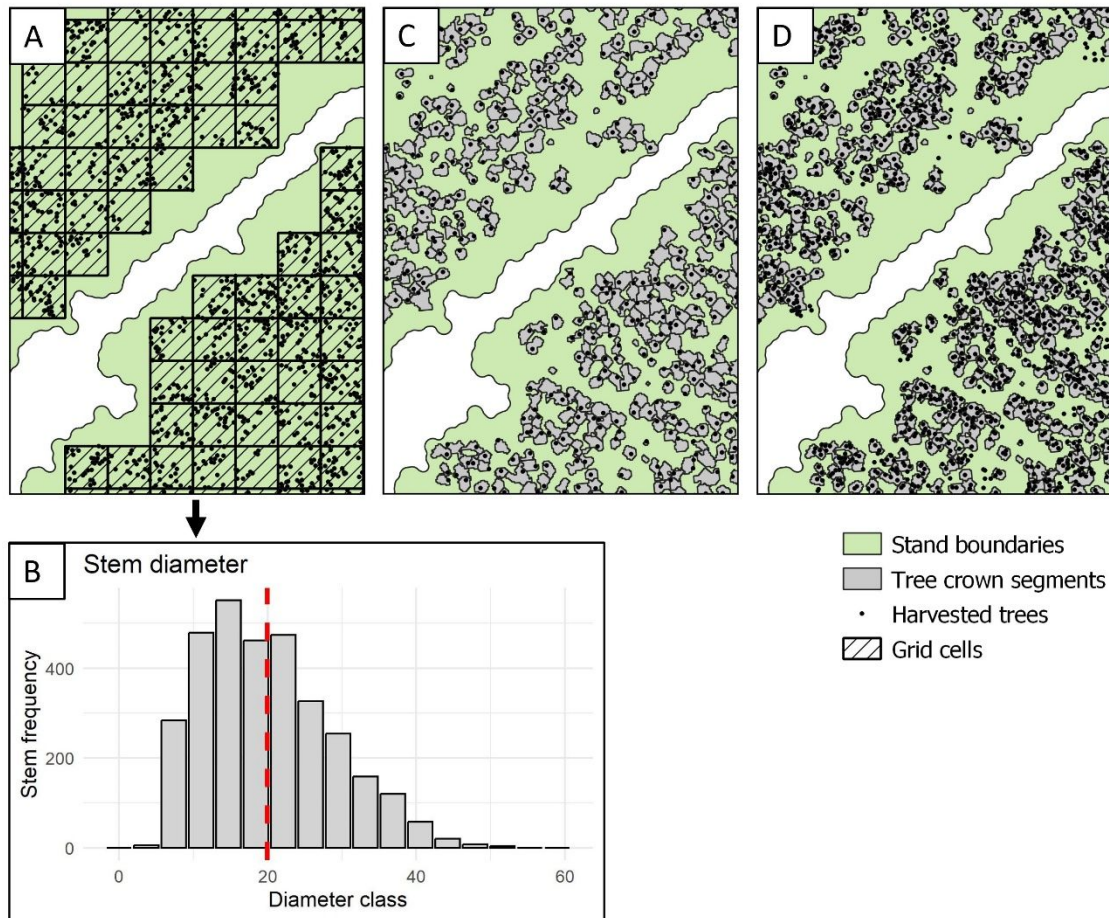 A
C
D
B
Stem diameter
Stem frequency
400
200
0
0
20
40
60
Diameter class
Stand boundaries
Tree crown segments
Harvested trees
Grid cells